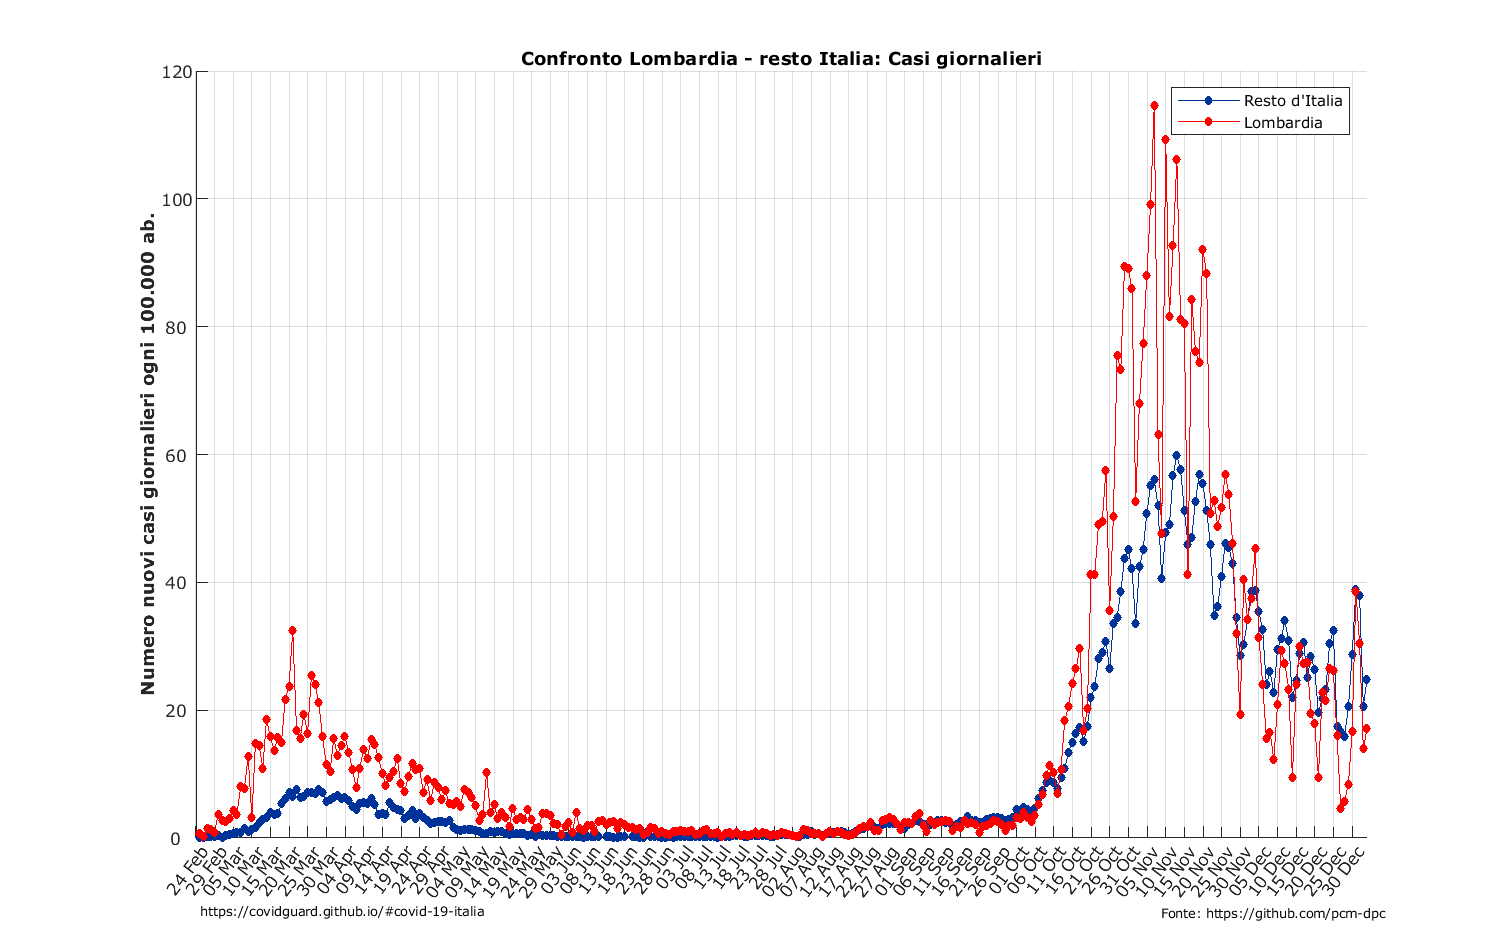 Confronto Lombardia - resto Italia: Casi giornalieri
Resto d'Italia
Lombardia
Numero nuovi casi giornalieri ogni 100.000 ab.
120
100
80
60
40
20
0
24 Feb
29 Feb
05 Mar
10 Mar
15 Mar
20 Mar
25 Mar
30 Mar
04 Apr
09 Apr
14 Apr
19 Apr
24 Apr
29 Apr
04 May
09 May
14 May
19 May
24 May
29 May
03 Jun
08 Jun
13 Jun
18 Jun
23 Jun
28 Jun
03 Jul
08 Jul
13 Jul
18 Jul
23 Jul
28 Jul
02 Aug
07 Aug
12 Aug
17 Aug
22 Aug
27 Aug
01 Sep
06 Sep
11 Sep
16 Sep
21 Sep
26 Sep
01 Oct
06 Oct
11 Oct
16 Oct
21 Oct
26 Oct
31 Oct
05 Nov
10 Nov
15 Nov
20 Nov
25 Nov
30 Nov
05 Dec
10 Dec
15 Dec
20 Dec
25 Dec
30 Dec
https://covidguard.github.io/#covid-19-italia
Fonte: https://github.com/pcm-dpc